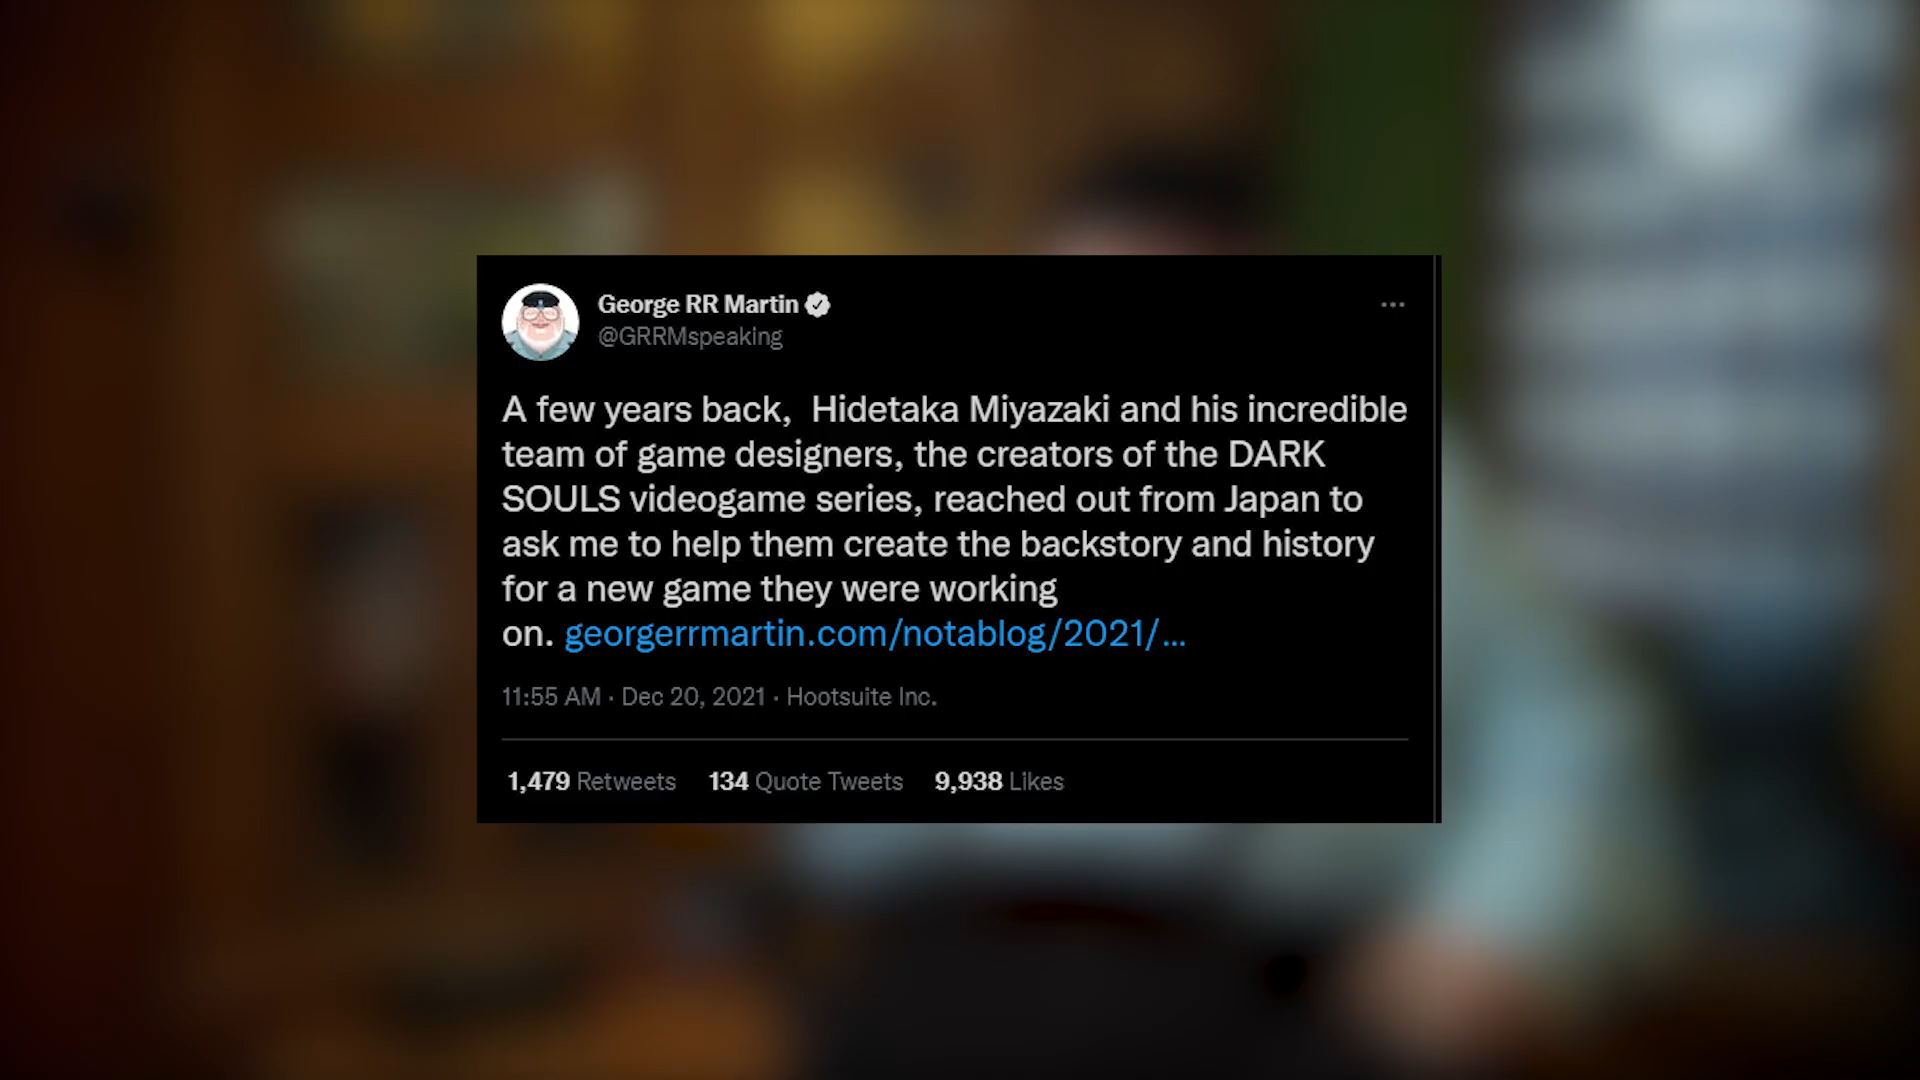 George RR Martin
@GRRMspeaking
A few years back,  Hidetaka Miyazaki and his incredible
team of game designers, the creators of the DARK
SOULS videogame series, reached out from Japan to
ask me to help them create the backstory and history
for a new game they were working
on. georgerrmartin.com/notablog/2021/...
11:55 AM · Dec 20, 2021 · Hootsuite Inc.
1,479 Retweets 134 Quote Tweets 9,938 Likes